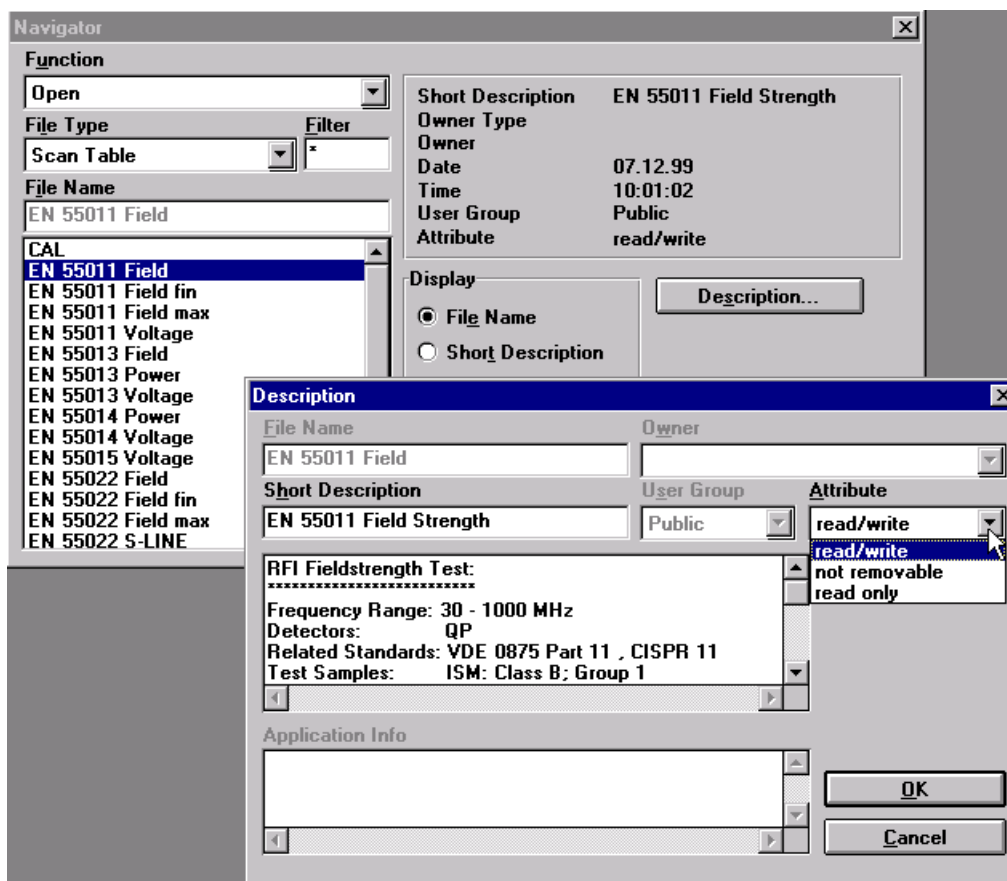 Navigator
Function
Open
File Type Filter
Scan Table *
File Name
EN 55011 Field
CAL
EN 55011 Field
EN 55011 Field fin
EN 55011 Field max
EN 55011 Voltage
EN 55013 Field
EN 55013 Power
EN 55013 Voltage
EN 55014 Power
EN 55014 Voltage
EN 55015 Voltage
EN 55022 Field
EN 55022 Field fin
EN 55022 Field max
EN 55022 S-LINE
Short Description EN 55011 Field Strength
Owner Type
Owner
Date 07.12.99
Time 10:01:02
User Group Public
Attribute read/write
Display
File Name
Short Description
Description...
Description
File Name Owner
EN 55011 Field
Short Description User Group Attribute
EN 55011 Field Strength Public read/write
read/write
not removable
read only
RFI Fieldstrength Test:
**************************
Frequency Range: 30 - 1000 MHz
Detectors: QP
Related Standards: VDE 0875 Part 11 , CISPR 11
Test Samples: ISM: Class B; Group 1
Application Info
OK
Cancel